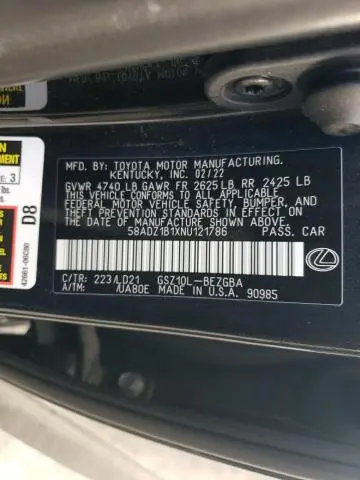 MFD. BY: TOYOTA MOTOR MANUFACTURING.
KENTUCKY, INC. 02/22
GVWR 4740 LB GAWR FR 2625 LB RR 2425 LB
THIS VEHICLE CONFORMS TO ALL APPLICABLE
FEDERAL MOTOR VEHICLE SAFETY,
BUMPER, AND THEFT PREVENTION STANDARDS
IN EFFECT ON THE DATE OF
MANUFACTURE SHOWN ABOVE.
58ADZ1B1XNU121786 PASS. CAR
C/TR: 223/LD21 GSZ10L-BEZGBA
A/TM: /UA80E MADE IN U.S.A. 90985
D8
3
lbs.